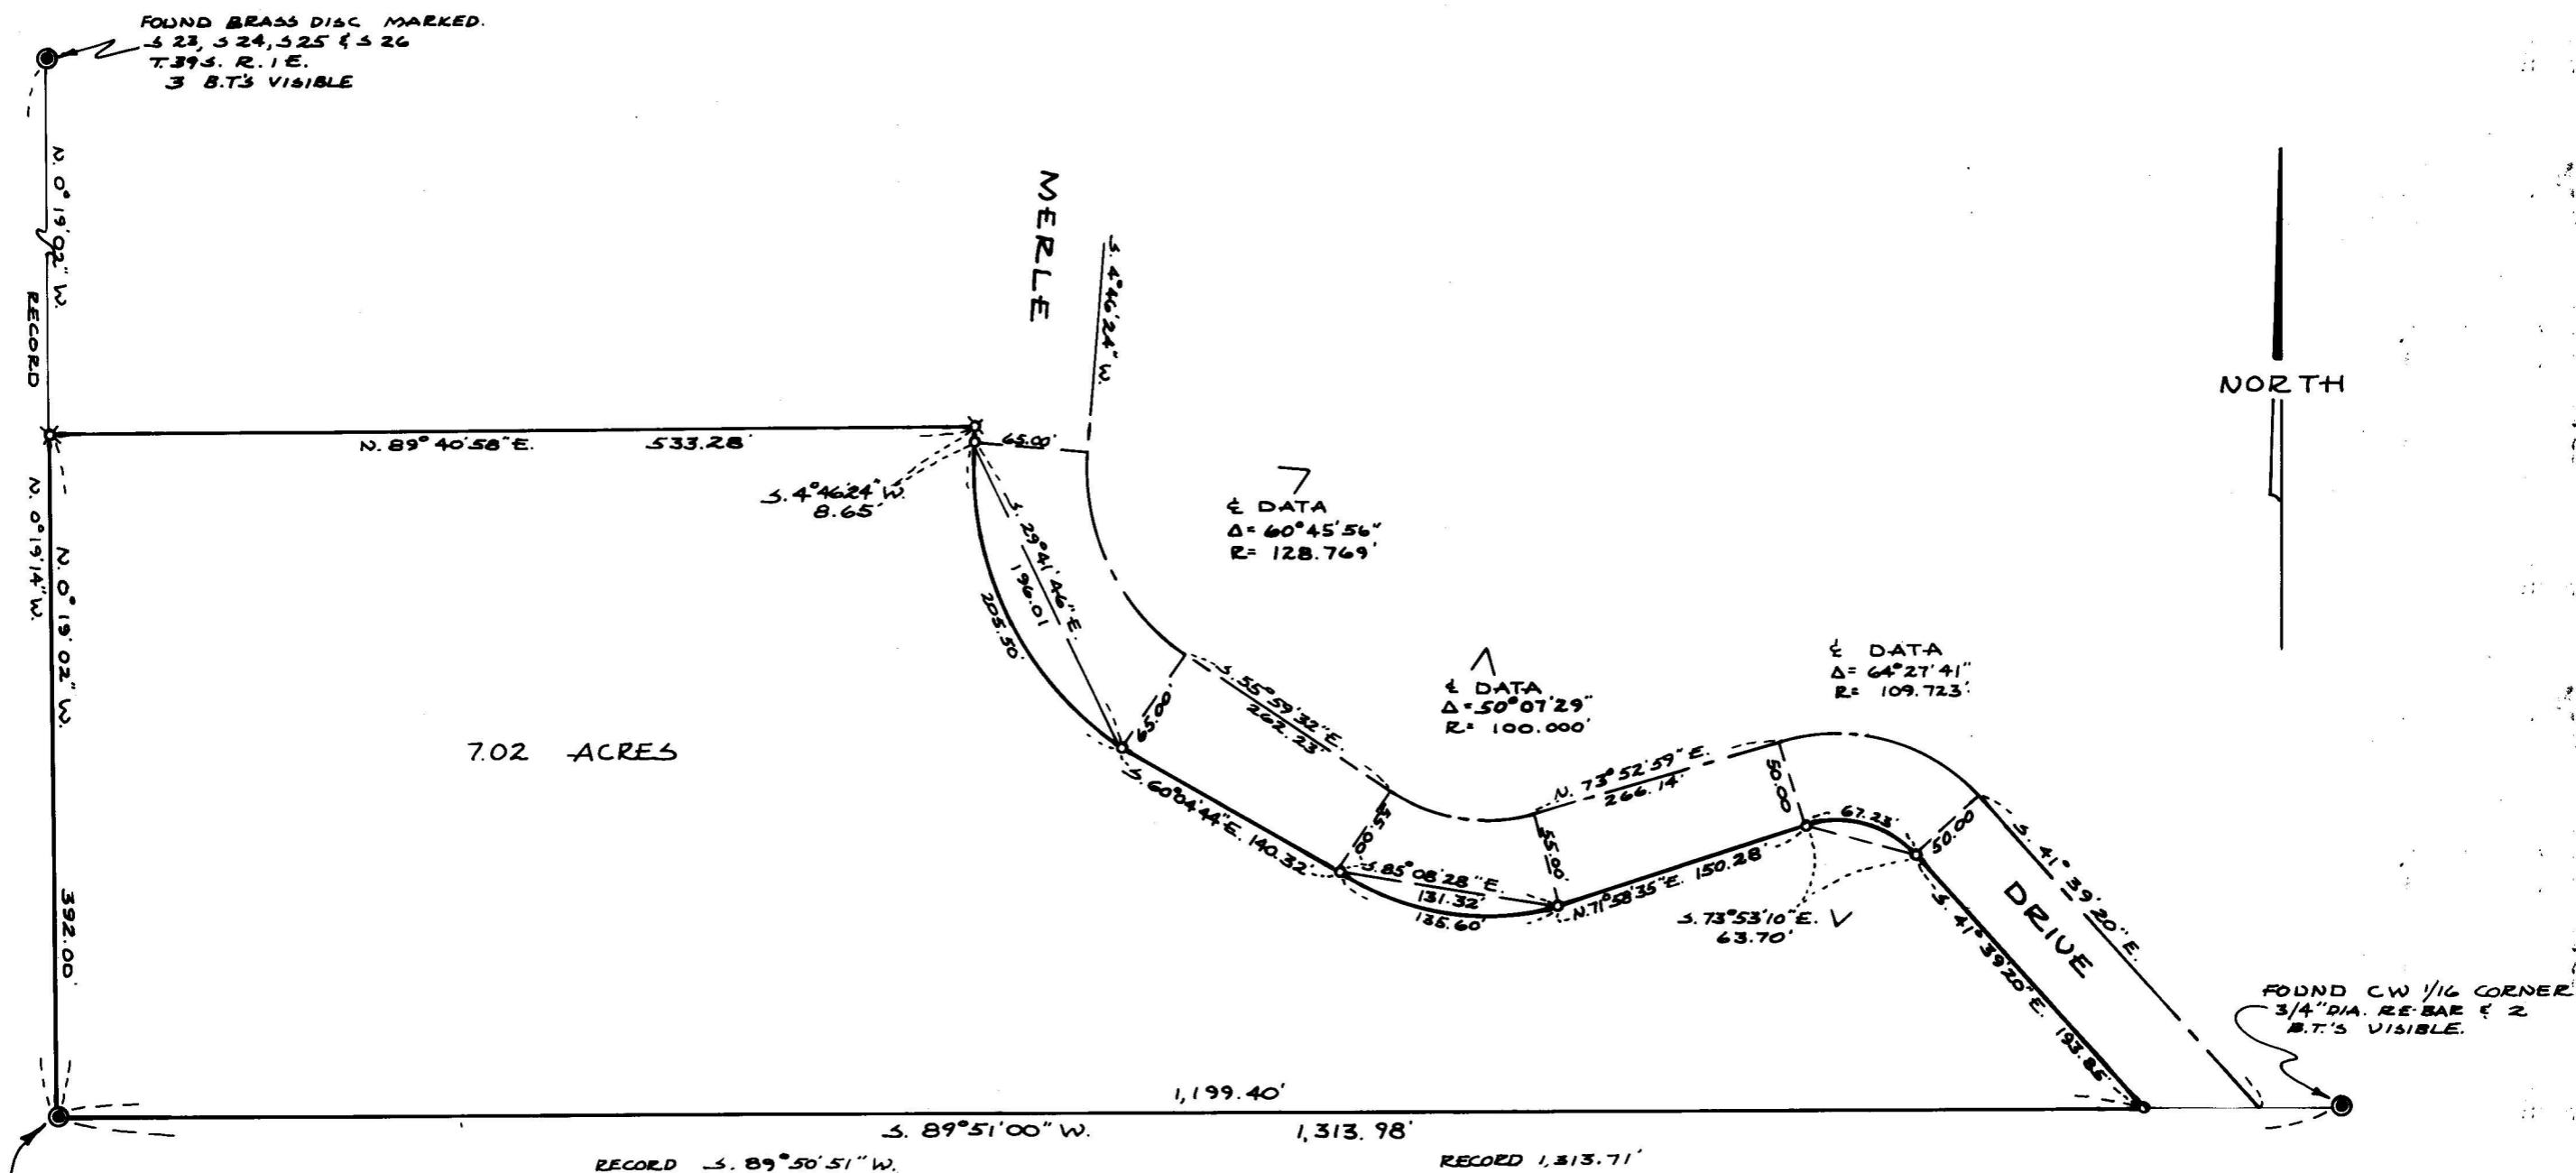 FOUND BRASS DISC MARKED.
S 23, S 24, S 25 & S 26
T. 39 S. R. 1 E.
3 B.T'S VISIBLE
N. 0° 19' 02" W.
RECORD
MERLE
S. 4° 46' 24" W.
NORTH
N. 89° 40' 58" E. 533.28'
65.00'
S. 4° 46' 24" W.
8.65'
℄ DATA
Δ= 60° 45' 56"
R= 128.769'
N. 0° 19' 14" W.
N. 0° 19' 02" W.
392.00'
S. 29° 41' 46" E.
196.01
205.50'
65.00'
S. 55° 59' 32" E.
262.23'
℄ DATA
Δ= 50° 07' 29"
R= 100.000'
℄ DATA
Δ= 64° 27' 41"
R= 109.723'
7.02 ACRES
S. 60° 04' 44" E. 140.32'
55.00
S. 85° 08' 28" E.
131.32'
135.60'
N. 73° 52' 59" E.
266.14'
55.00
50.00
N. 71° 58' 35" E. 150.28'
67.23'
50.00
S. 73° 53' 10" E.
63.70'
S. 41° 39' 20" E.
DRIVE
S. 41° 39' 20" E. 193.85'
FOUND CW 1/16 CORNER
3/4" DIA. RE-BAR & 2
B.T.'S VISIBLE.
1,199.40'
S. 89° 51' 00" W. 1,313.98'
RECORD S. 89° 50' 51" W. RECORD 1,313.71'